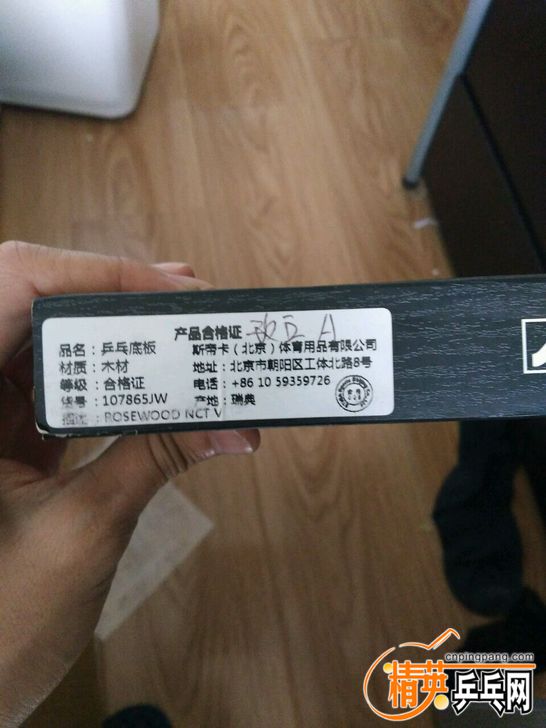 产品合格证
品名：乒乓底板
材质：木材
等级：合格证
货号：107865JW
描述：ROSEWOOD NCT V
斯帝卡（北京）体育用品有限公司
地址：北京市朝阳区工体北路8号
电话：+86 10 59359726
产地：瑞典
A
cnpingpang.com
精英乒乓网